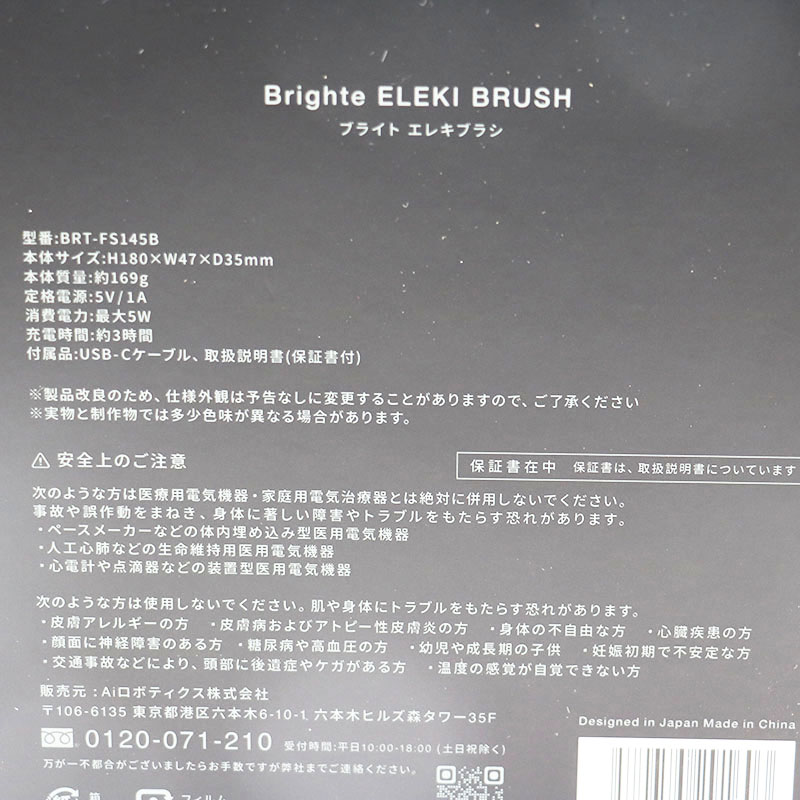 Brighte ELEKI BRUSH
ブライト エレキブラシ
型番:BRT-FS145B
本体サイズ:H180×W47×D35mm
本体質量:約169g
定格電源:5V/1A
消費電力:最大5W
充電時間:約3時間
付属品:USB-Cケーブル、取扱説明書(保証書付)
※製品改良のため、仕様外観は予告なしに変更することがありますので、ご了承ください
※実物と制作物では多少色味が異なる場合があります。
⚠ 安全上のご注意
保証書在中 保証書は、取扱説明書についています
次のような方は医療用電気機器・家庭用電気治療器とは絶対に併用しないでください。
事故や誤作動をまねき、身体に著しい障害やトラブルをもたらす恐れがあります。
・ペースメーカーなどの体内埋め込み型医用電気機器
・人工心肺などの生命維持用医用電気機器
・心電計や点滴器などの装置型医用電気機器
次のような方は使用しないでください。肌や身体にトラブルをもたらす恐れがあります。
・皮膚アレルギーの方 ・皮膚病およびアトピー性皮膚炎の方 ・身体の不自由な方 ・心臓疾患の方
・顔面に神経障害のある方 ・糖尿病や高血圧の方 ・幼児や成長期の子供 ・妊娠初期で不安定な方
・交通事故などにより、頭部に後遺症やケガがある方 ・温度の感覚が自覚できない方
販売元:Aiロボティクス株式会社
〒106-6135 東京都港区六本木6-10-1 六本木ヒルズ森タワー35F
0120-071-210 受付時間:平日10:00-18:00 (土日祝除く)
万が一不都合がございましたらお手数ですが弊社までご連絡ください。
Designed in Japan Made in China
箱
フィルム